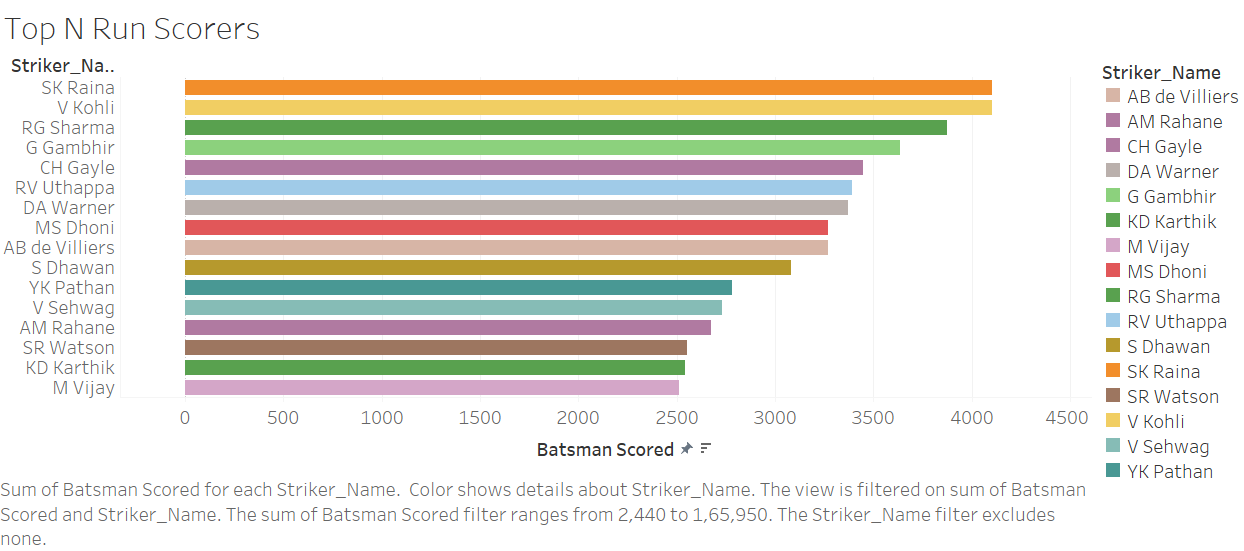 Top N Run Scorers
Striker_Na..
SK Raina
V Kohli
RG Sharma
G Gambhir
CH Gayle
RV Uthappa
DA Warner
MS Dhoni
AB de Villiers
S Dhawan
YK Pathan
V Sehwag
AM Rahane
SR Watson
KD Karthik
M Vijay
0 500 1000 1500 2000 2500 3000 3500 4000 4500
Batsman Scored
Striker_Name
AB de Villiers
AM Rahane
CH Gayle
DA Warner
G Gambhir
KD Karthik
M Vijay
MS Dhoni
RG Sharma
RV Uthappa
S Dhawan
SK Raina
SR Watson
V Kohli
V Sehwag
YK Pathan
Sum of Batsman Scored for each Striker_Name.  Color shows details about Striker_Name. The view is filtered on sum of Batsman
Scored and Striker_Name. The sum of Batsman Scored filter ranges from 2,440 to 1,65,950. The Striker_Name filter excludes
none.